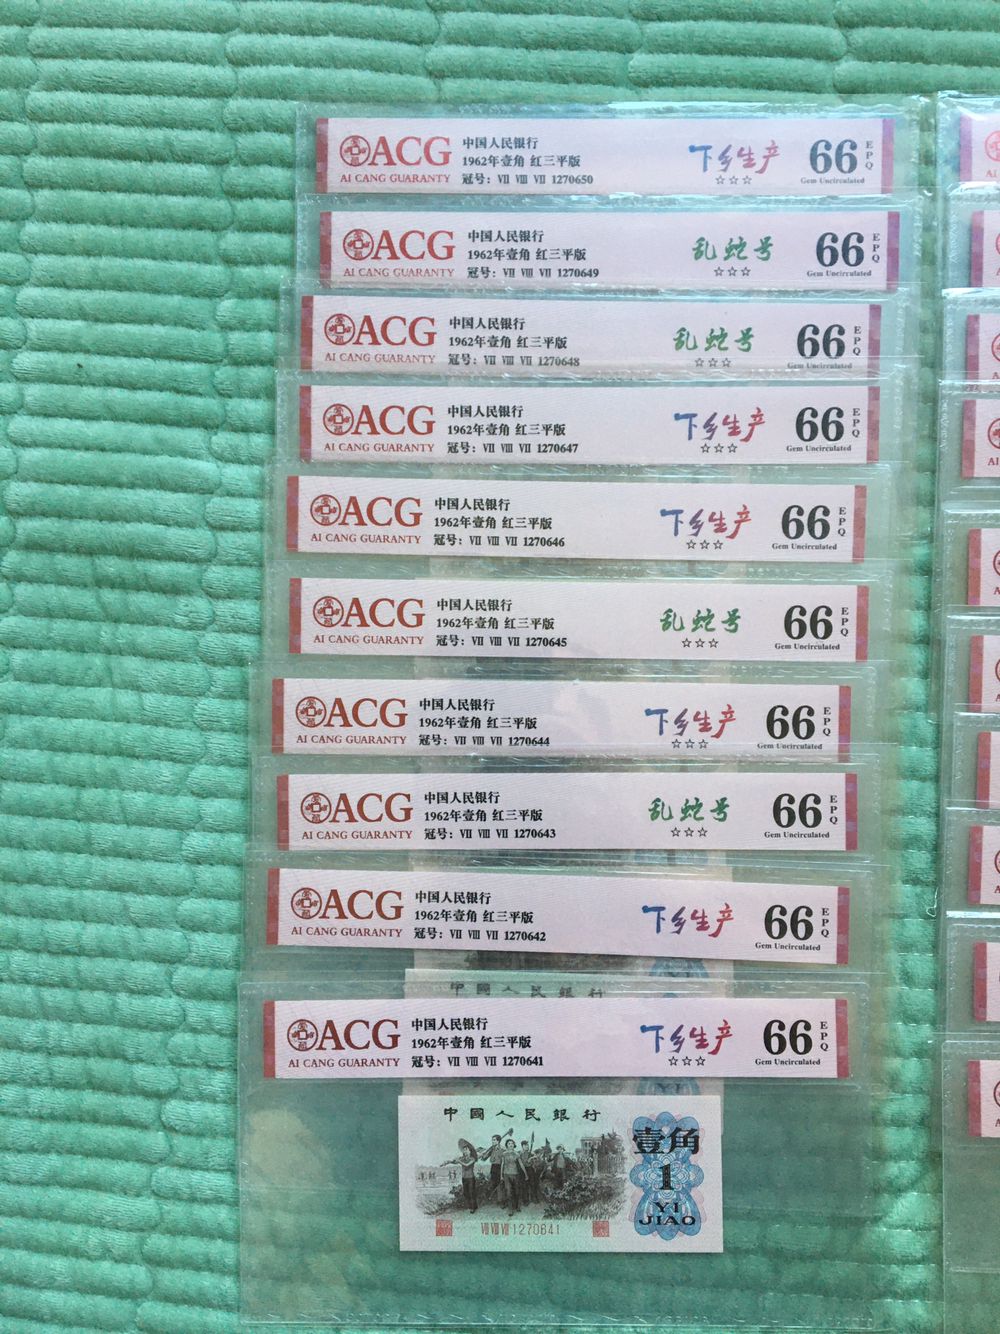 ACG
AI CANG GUARANTY
中国人民银行
1962年壹角 红三平版
冠号: Ⅶ Ⅷ Ⅶ 1270650
下乡生产
☆☆☆
66
EPQ
Gem Uncirculated
ACG
AI CANG GUARANTY
中国人民银行
1962年壹角 红三平版
冠号: Ⅶ Ⅷ Ⅶ 1270649
乱蛇号
☆☆☆
66
EPQ
Gem Uncirculated
ACG
AI CANG GUARANTY
中国人民银行
1962年壹角 红三平版
冠号: Ⅶ Ⅷ Ⅶ 1270648
乱蛇号
☆☆☆
66
EPQ
Gem Uncirculated
ACG
AI CANG GUARANTY
中国人民银行
1962年壹角 红三平版
冠号: Ⅶ Ⅷ Ⅶ 1270647
下乡生产
☆☆☆
66
EPQ
Gem Uncirculated
ACG
AI CANG GUARANTY
中国人民银行
1962年壹角 红三平版
冠号: Ⅶ Ⅷ Ⅶ 1270646
下乡生产
☆☆☆
66
EPQ
Gem Uncirculated
ACG
AI CANG GUARANTY
中国人民银行
1962年壹角 红三平版
冠号: Ⅶ Ⅷ Ⅶ 1270645
乱蛇号
☆☆☆
66
EPQ
Gem Uncirculated
ACG
AI CANG GUARANTY
中国人民银行
1962年壹角 红三平版
冠号: Ⅶ Ⅷ Ⅶ 1270644
下乡生产
☆☆☆
66
EPQ
Gem Uncirculated
ACG
AI CANG GUARANTY
中国人民银行
1962年壹角 红三平版
冠号: Ⅶ Ⅷ Ⅶ 1270643
乱蛇号
☆☆☆
66
EPQ
Gem Uncirculated
ACG
AI CANG GUARANTY
中国人民银行
1962年壹角 红三平版
冠号: Ⅶ Ⅷ Ⅶ 1270642
下乡生产
66
EPQ
Gem Uncirculated
中國人民銀行
ACG
AI CANG GUARANTY
中国人民银行
1962年壹角 红三平版
冠号: Ⅶ Ⅷ Ⅶ 1270641
下乡生产
☆☆☆
66
EPQ
Gem Uncirculated
YI
中國人民銀行
壹角
1
YI
JIAO
Ⅶ Ⅷ Ⅶ 1270641